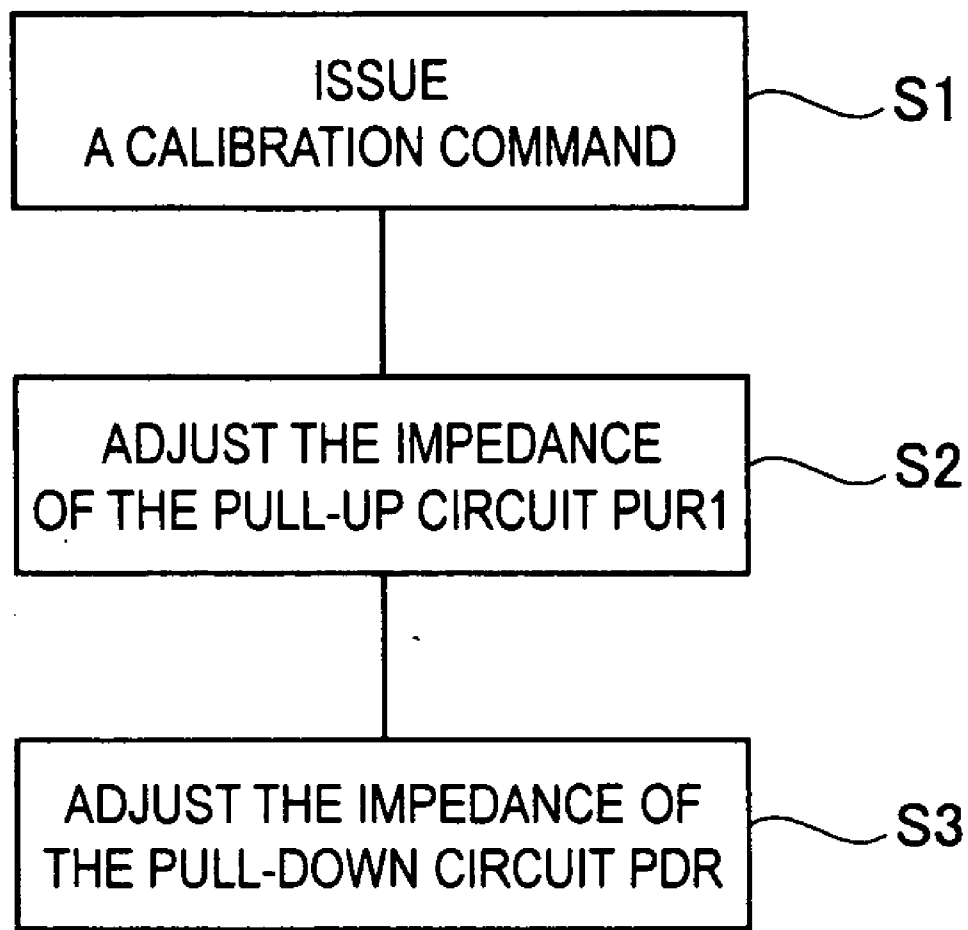 ISSUE
A CALIBRATION COMMAND
S1
ADJUST THE IMPEDANCE
OF THE PULL-UP CIRCUIT PUR1
S2
ADJUST THE IMPEDANCE OF
THE PULL-DOWN CIRCUIT PDR
S3